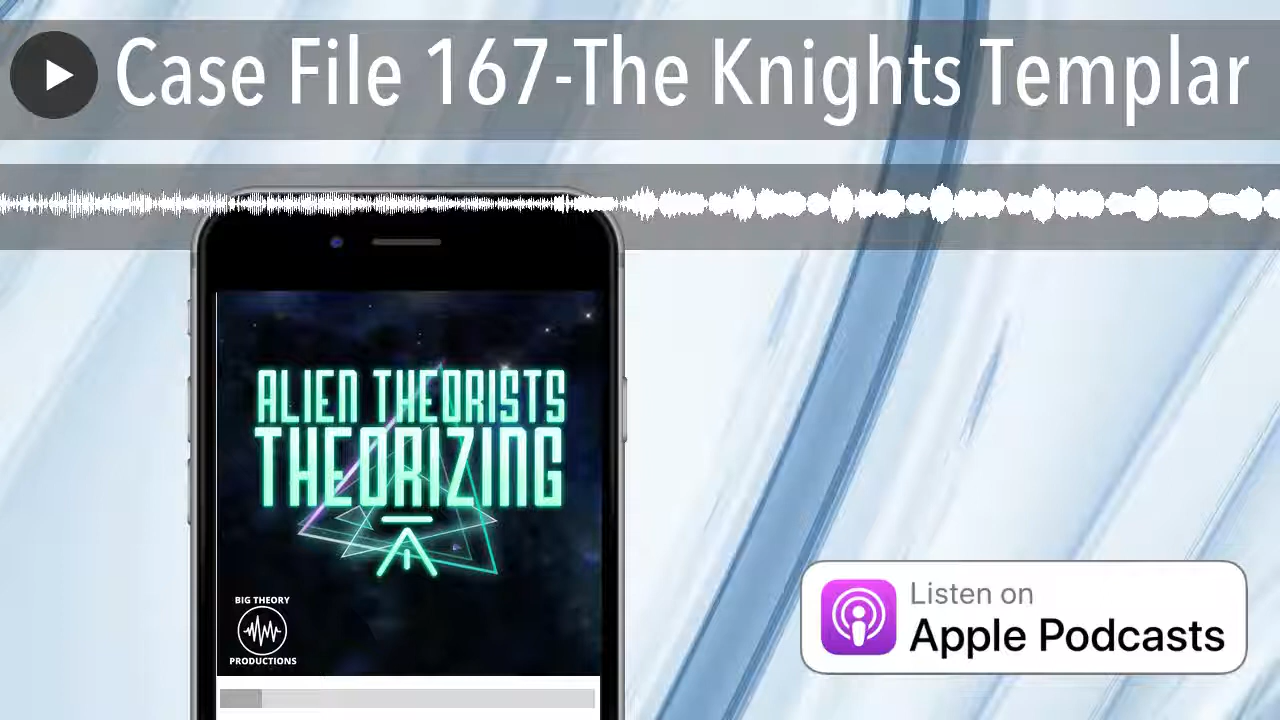 Case File 167-The Knights Templar
ALIEN THEORISTS
THEORIZING
BIG THEORY
PRODUCTIONS
Listen on
Apple Podcasts